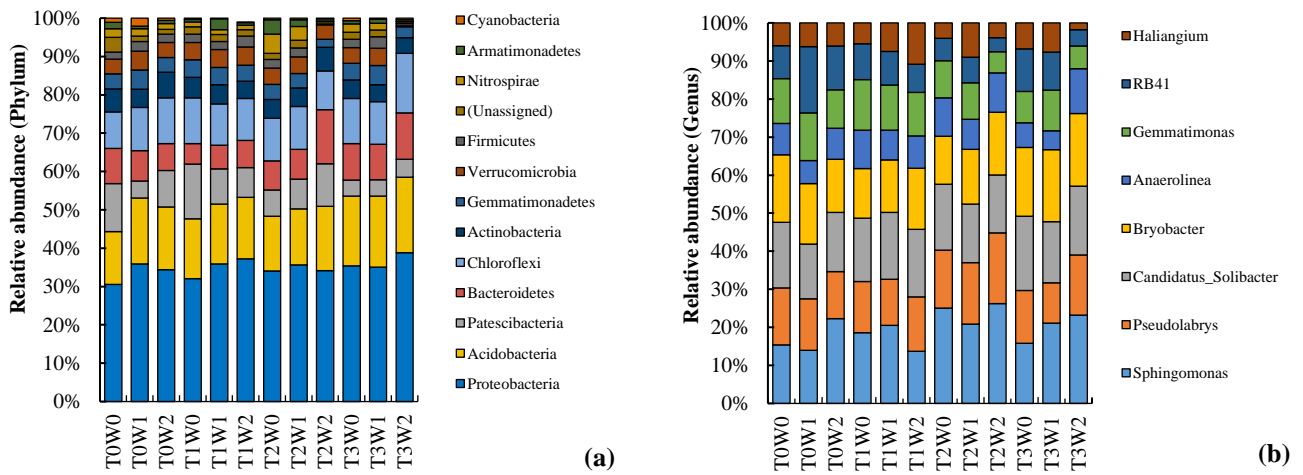 Relative abundance (Phylum)
100%
90%
80%
70%
60%
50%
40%
30%
20%
10%
0%
T0W0
T0W1
T0W2
T1W0
T1W1
T1W2
T2W0
T2W1
T2W2
T3W0
T3W1
T3W2
Cyanobacteria
Armatimonadetes
Nitrospirae
(Unassigned)
Firmicutes
Verrucomicrobia
Gemmatimonadetes
Actinobacteria
Chloroflexi
Bacteroidetes
Patescibacteria
Acidobacteria
Proteobacteria
(a)
Relative abundance (Genus)
100%
90%
80%
70%
60%
50%
40%
30%
20%
10%
0%
T0W0
T0W1
T0W2
T1W0
T1W1
T1W2
T2W0
T2W1
T2W2
T3W0
T3W1
T3W2
Haliangium
RB41
Gemmatimonas
Anaerolinea
Bryobacter
Candidatus_Solibacter
Pseudolabrys
Sphingomonas
(b)